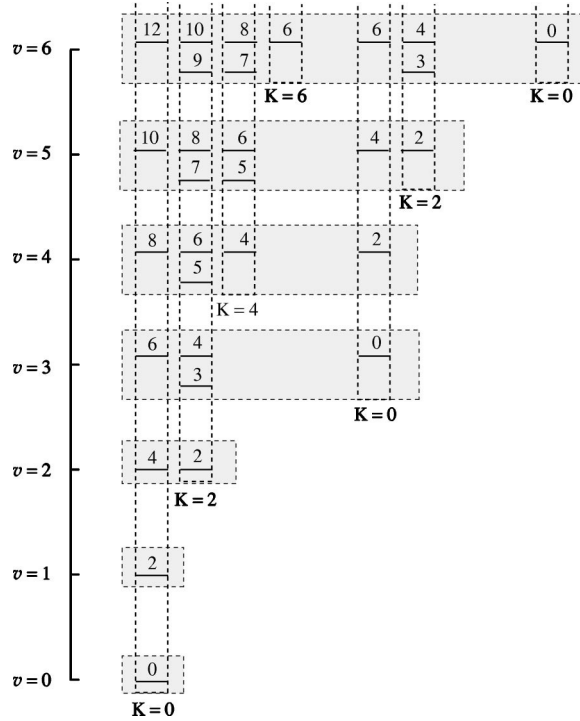 v=6 12 10 8 6 6 4 0
9 7 3
K=6 K=0
v=5 10 8 6 4 2
7 5
K=2
v=4 8 6 4 2
5
K=4
v=3 6 4 0
3
K=0
v=2 4 2
K=2
v=1 2
v=0 0
K=0